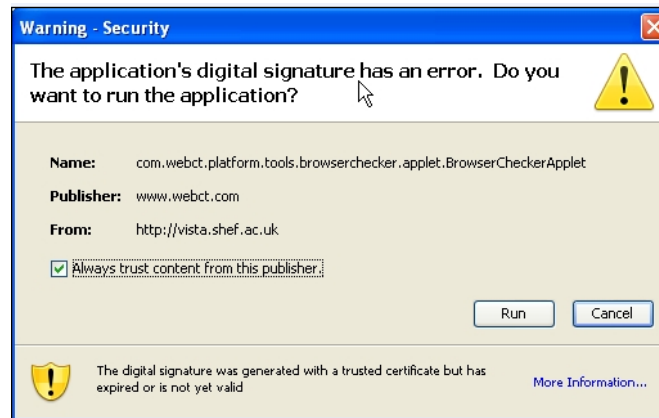 Warning - Security
The application's digital signature has an error. Do you
want to run the application?
Name: com.webct.platform.tools.browserchecker.applet.BrowserCheckerApplet
Publisher: www.webct.com
From: http://vista.shef.ac.uk
Always trust content from this publisher.
Run Cancel
The digital signature was generated with a trusted certificate but has
expired or is not yet valid
More Information...